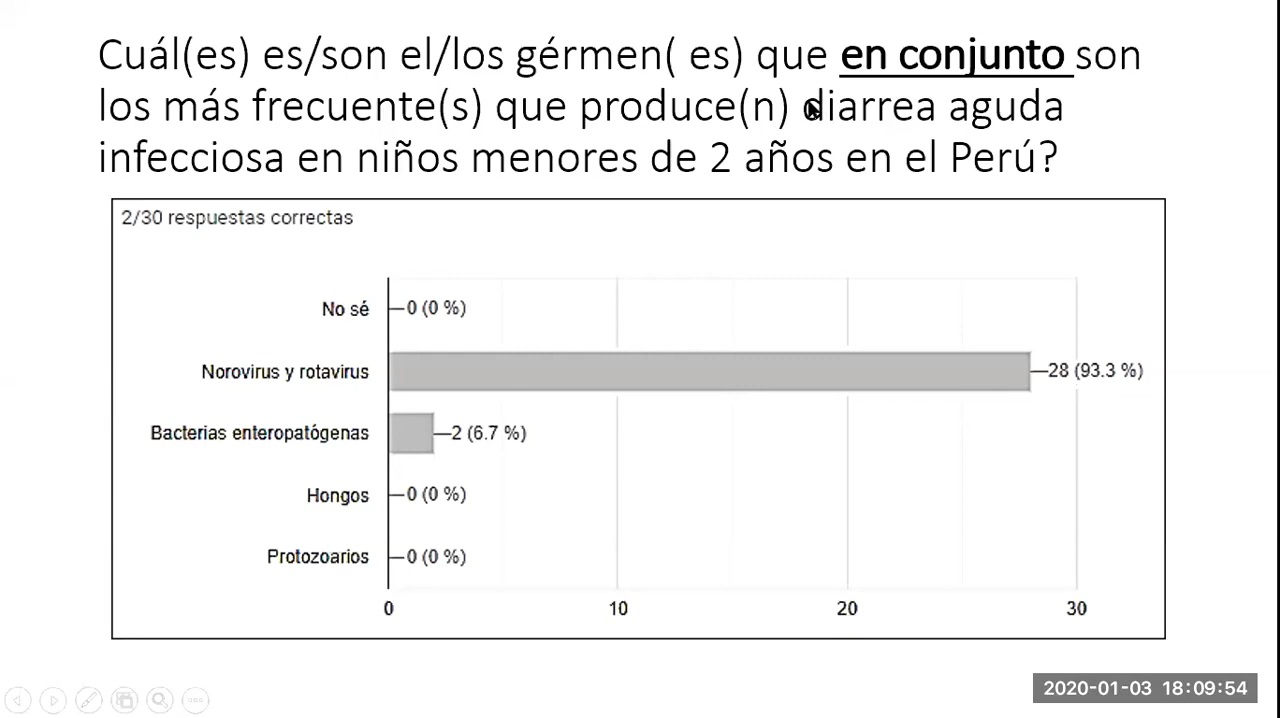 Cuál(es) es/son el/los gérmen( es) que en conjunto son
los más frecuente(s) que produce(n) diarrea aguda
infecciosa en niños menores de 2 años en el Perú?
2/30 respuestas correctas
No sé 0 (0 %)
Norovirus y rotavirus 28 (93.3 %)
Bacterias enteropatógenas 2 (6.7 %)
Hongos 0 (0 %)
Protozoarios 0 (0 %)
0 10 20 30
2020-01-03 18:09:54